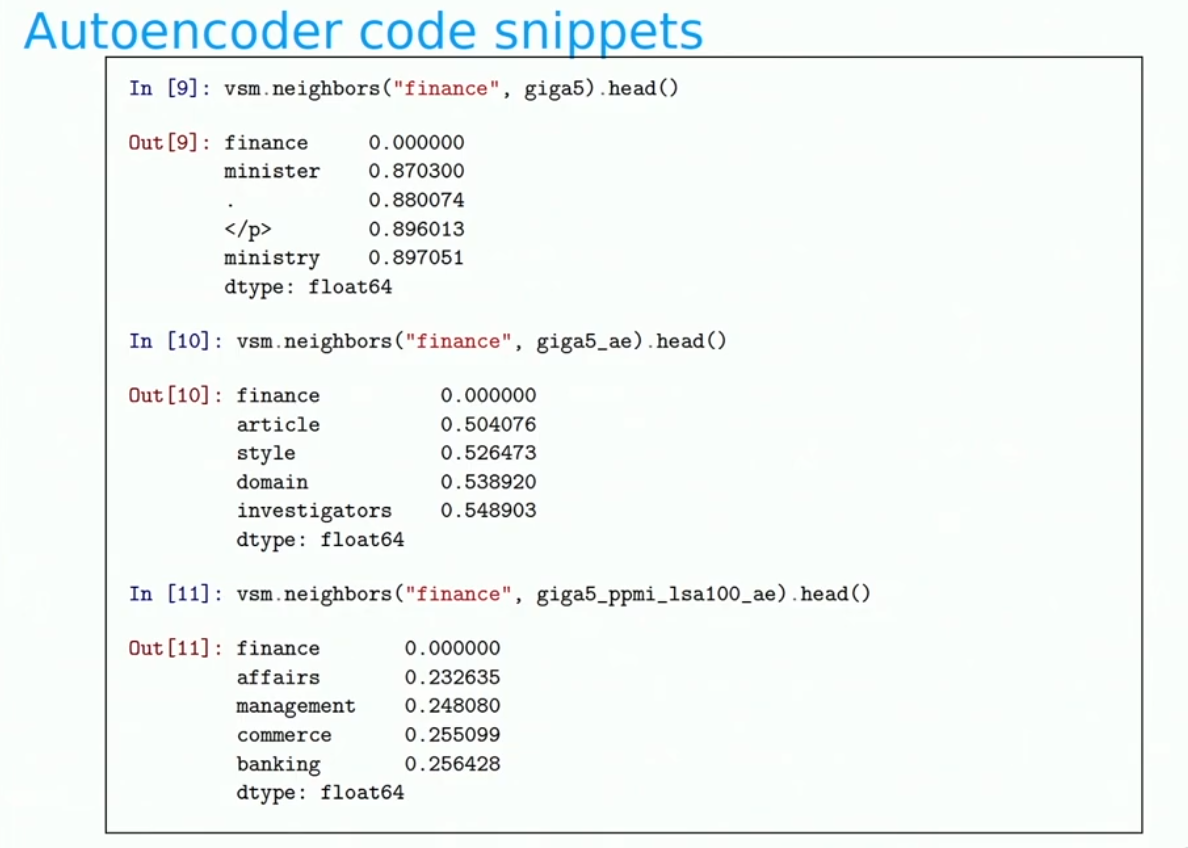 Autoencoder code snippets
In [9]: vsm.neighbors("finance", giga5).head()
Out[9]: finance 0.000000
minister 0.870300
. 0.880074
</p> 0.896013
ministry 0.897051
dtype: float64
In [10]: vsm.neighbors("finance", giga5_ae).head()
Out[10]: finance 0.000000
article 0.504076
style 0.526473
domain 0.538920
investigators 0.548903
dtype: float64
In [11]: vsm.neighbors("finance", giga5_ppmi_lsa100_ae).head()
Out[11]: finance 0.000000
affairs 0.232635
management 0.248080
commerce 0.255099
banking 0.256428
dtype: float64